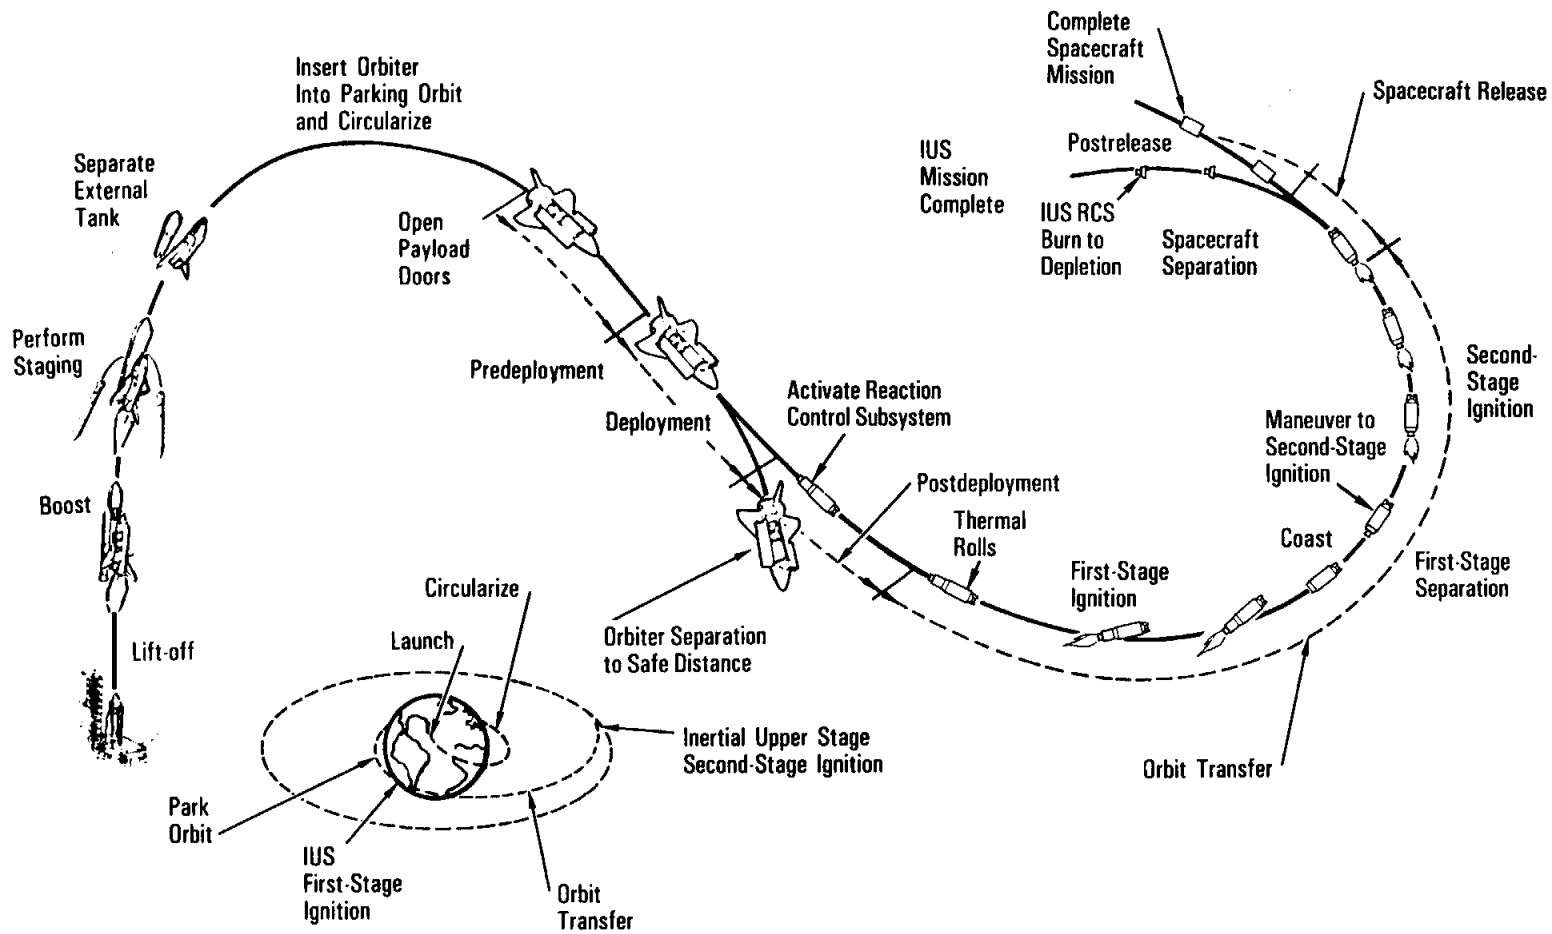 Insert Orbiter
Into Parking Orbit
and Circularize
Separate
External
Tank
Perform
Staging
Boost
Lift-off
Open
Payload
Doors
Predeployment
Deployment
Activate Reaction
Control Subsystem
Postdeployment
Thermal
Rolls
Orbiter Separation
to Safe Distance
First-Stage
Ignition
Coast
Maneuver to
Second-Stage
Ignition
First-Stage
Separation
Orbit Transfer
Second-
Stage
Ignition
Spacecraft Release
Complete
Spacecraft
Mission
Postrelease
IUS
Mission
Complete
IUS RCS
Burn to
Depletion
Spacecraft
Separation
Circularize
Launch
Inertial Upper Stage
Second-Stage Ignition
Park
Orbit
IUS
First-Stage
Ignition
Orbit
Transfer